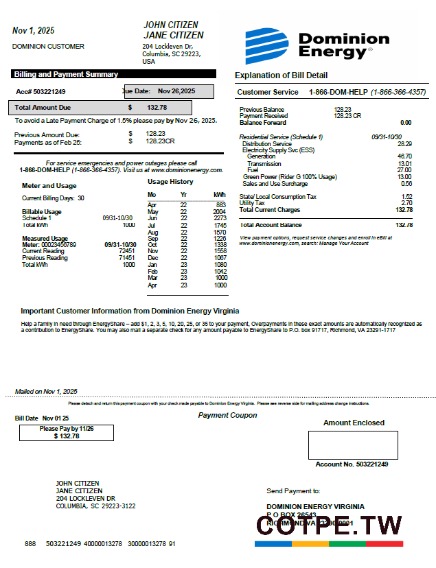 Nov 1, 2025
DOMINION CUSTOMER
JOHN CITIZEN
JANE CITIZEN
204 Lockleven Dr,
Columbia, SC 29223,
USA
Dominion
Energy®
Billing and Payment Summary
Acc# 503221249
Due Date: Nov 26,2025
Total Amount Due $ 132.78
To avoid a Late Payment Charge of 1.5% please pay by Nov 26, 2025.
Previous Amount Due: $ 128.23
Payments as of Feb 26: $ 128.23CR
For service emergencies and power outages please call
1-866-DOM-HELP (1-866-366-4357). Visit us at www.dominionenergy.com.
Meter and Usage
Current Billing Days: 30
Billable Usage
Schedule 1 0931-10/30
Total kWh 1000
Measured Usage
Meter: 00023456789 09/31-10/30
Current Reading 72451
Previous Reading 71451
Total kWh 1000
Usage History
Mo Yr kWh
Apr 22 883
May 22 2004
Jun 22 2273
Jul 22 1745
Aug 22 1570
Sep 22 1226
Oct 22 1338
Nov 22 1558
Dec 22 1067
Jan 23 1080
Feb 23 1042
Mar 23 1000
Apr 23 1000
Explanation of Bill Detail
Customer Service 1-866-DOM-HELP (1-866-366-4357)
Previous Balance 128.23
Payment Received 128.23 CR
Balance Forward 0.00
Residential Service (Schedule 1) 09/31-10/30
Distribution Service 28.29
Electricity Supply Svc (ESS)
Generation 46.70
Transmission 13.01
Fuel 27.00
Green Power (Rider G 100% Usage) 13.00
Sales and Use Surcharge 0.56
State/ Local Consumption Tax 1.52
Utility Tax 2.70
Total Current Charges 132.78
Total Account Balance 132.78
View payment options, request service changes and enroll in eBill at
www.dominionenergy.com, search: Manage Your Account
Important Customer Information from Dominion Energy Virginia
Help a family in need through EnergyShare – add $1, 2, 3, 5, 10, 20, 25, or 35 to your payment, Overpayments in these exact amounts are automatically recognized as
a contribution to EnergyShare. You may also mail a separate check for any amount payable to EnergyShare to P.O. box 91717, Richmond, VA 23291-1717
Mailed on Nov 1, 2025
Please detach and return this payment coupon with your check made payable to Dominion Energy Virginia. Please see reverse side for mailing address change instructions.
Bill Date Nov 01 25
Payment Coupon
Please Pay by 11/26
$ 132.78
Amount Enclosed
Account No. 503221249
JOHN CITIZEN
JANE CITIZEN
204 LOCKLEVEN DR
COLUMBIA, SC 29223-3122
Send Payment to:
DOMINION ENERGY VIRGINIA
P O BOX 26543
RICHMOND VA
COTPE.TW
888 503221249 40000013278 30000013278 91